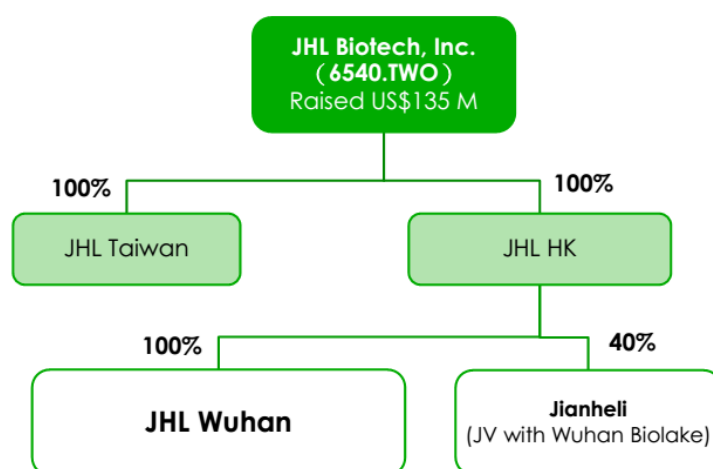 JHL Biotech, Inc.
（6540.TWO）
Raised US$135 M
100%
100%
JHL Taiwan
JHL HK
100%
40%
JHL Wuhan
Jianheli
(JV with Wuhan Biolake)